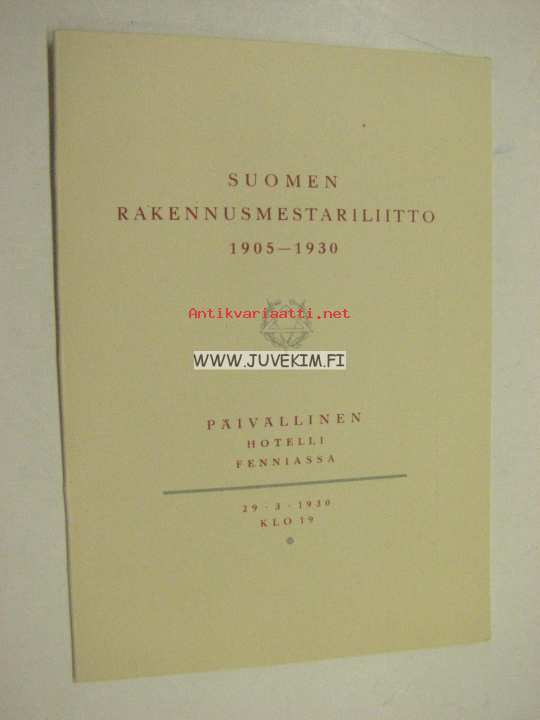 SUOMEN
RAKENNUSMESTARILIITTO
1905—1930
Antikvariaatti.net
WWW.JUVEKIM.FI
PÄIVÄLLINEN
HOTELLI
FENNIASSA
29·3·1930
KLO 19